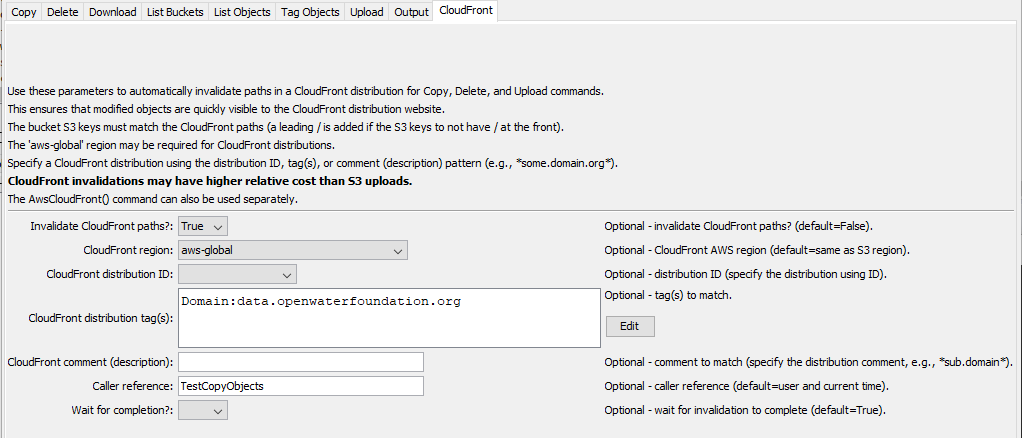 Copy Delete Download List Buckets List Objects Tag Objects Upload Output CloudFront
Use these parameters to automatically invalidate paths in a CloudFront distribution for Copy, Delete, and Upload commands.
This ensures that modified objects are quickly visible to the CloudFront distribution website.
The bucket S3 keys must match the CloudFront paths (a leading / is added if the S3 keys to not have / at the front).
The 'aws-global' region may be required for CloudFront distributions.
Specify a CloudFront distribution using the distribution ID, tag(s), or comment (description) pattern (e.g., *some.domain.org*).
CloudFront invalidations may have higher relative cost than S3 uploads.
The AwsCloudFront() command can also be used separately.
Invalidate CloudFront paths?: True Optional - invalidate CloudFront paths? (default=False).
CloudFront region: aws-global Optional - CloudFront AWS region (default=same as S3 region).
CloudFront distribution ID: Optional - distribution ID (specify the distribution using ID).
CloudFront distribution tag(s): Domain:data.openwaterfoundation.org Optional - tag(s) to match.
Edit
CloudFront comment (description): Optional - comment to match (specify the distribution comment, e.g., *sub.domain*).
Caller reference: TestCopyObjects Optional - caller reference (default=user and current time).
Wait for completion?: Optional - wait for invalidation to complete (default=True).